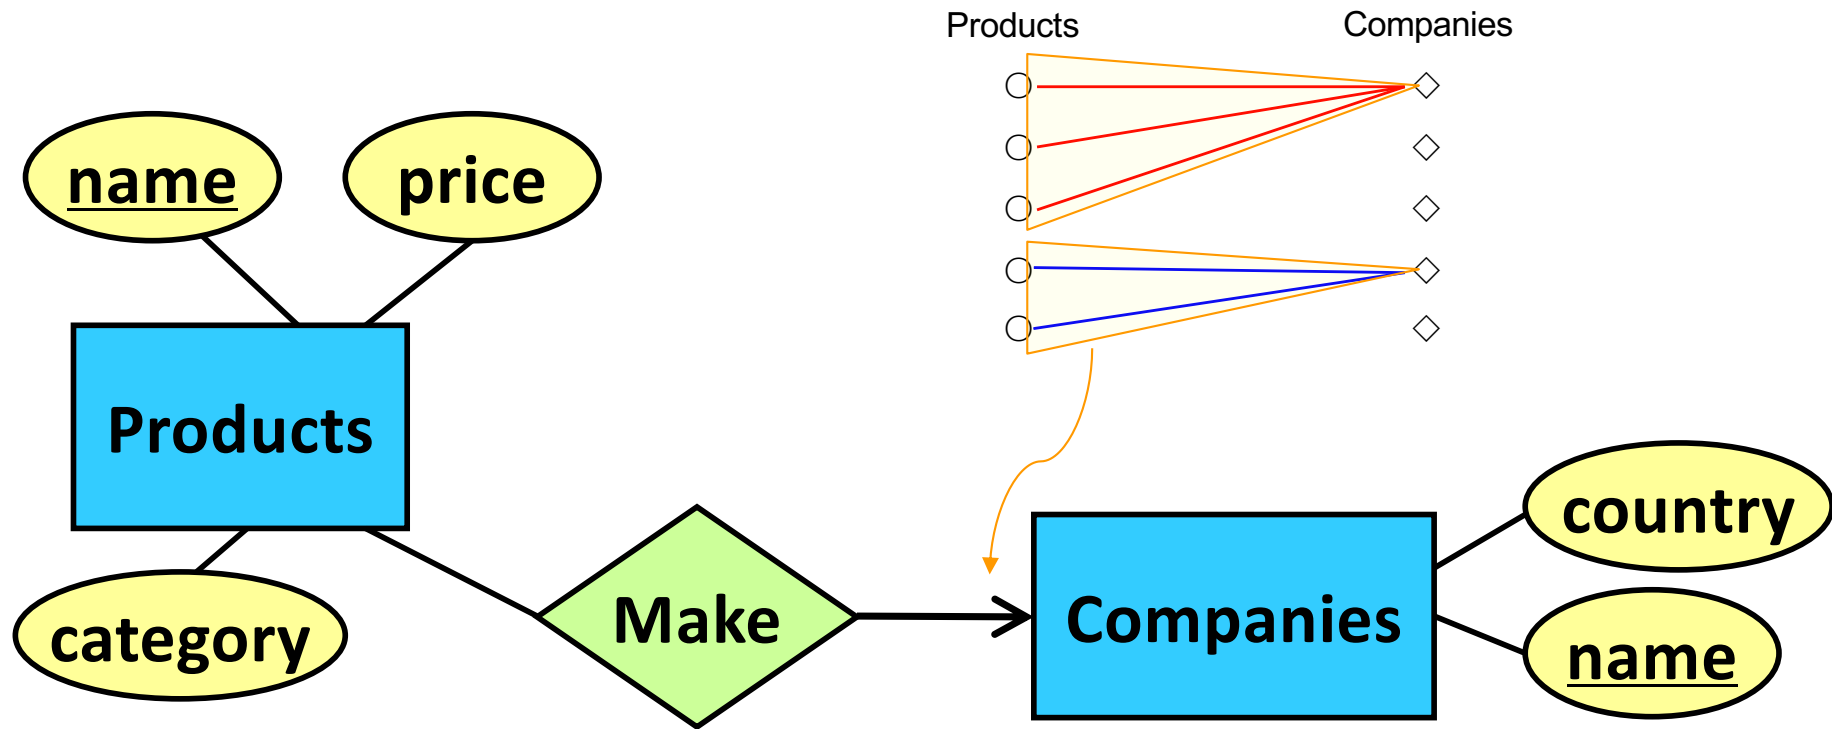 Products Companies
name price
Products
category
Make
Companies
country
name